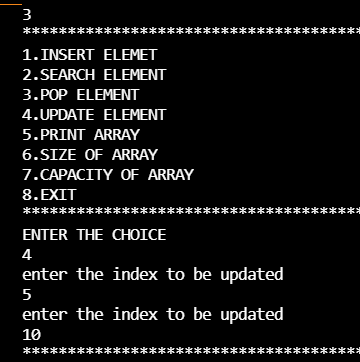 3
******************************************
1.INSERT ELEMET
2.SEARCH ELEMENT
3.POP ELEMENT
4.UPDATE ELEMENT
5.PRINT ARRAY
6.SIZE OF ARRAY
7.CAPACITY OF ARRAY
8.EXIT
******************************************
ENTER THE CHOICE
4
enter the index to be updated
5
enter the index to be updated
10
******************************************